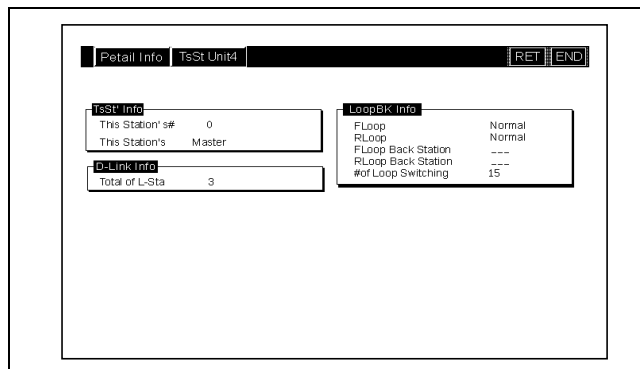 Petail Info TsSt Unit4 RET END
TsSt' Info
This Station's# 0
This Station's Master
D-Link Info
Total of L-Sta 3
LoopBK Info
FLoop Normal
RLoop Normal
FLoop Back Station ---
RLoop Back Station ---
#of Loop Switching 15